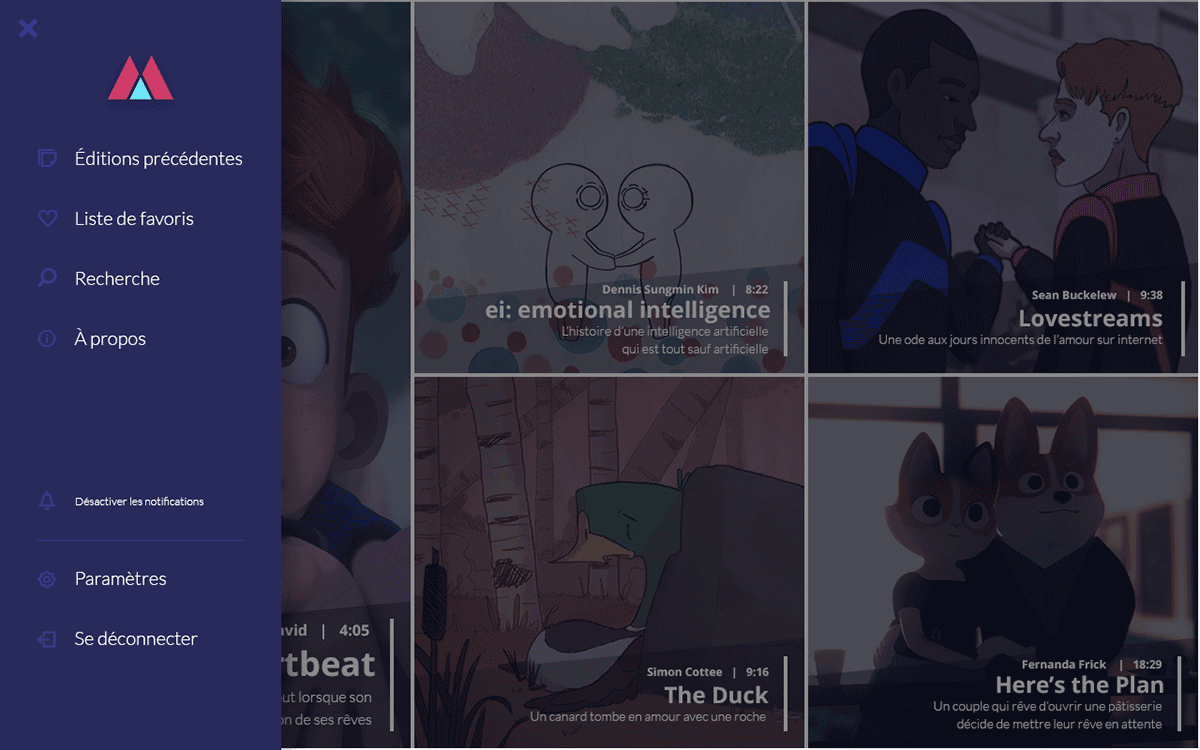 Éditions précédentes
Liste de favoris
Recherche
À propos
Désactiver les notifications
Paramètres
Se déconnecter
Dennis Sungmin Kim | 8:22
ei: emotional intelligence
L'histoire d'une intelligence artificielle
qui est tout sauf artificielle
Sean Buckelew | 9:38
Lovestreams
Une ode aux jours innocents de l'amour sur internet
avid | 4:05
rtbeat
ut lorsque son
on de ses rêves
Simon Cottee | 9:16
The Duck
Un canard tombe en amour avec une roche
Fernanda Frick | 18:29
Here's the Plan
Un couple qui rêve d'ouvrir une pâtisserie
décide de mettre leur rêve en attente